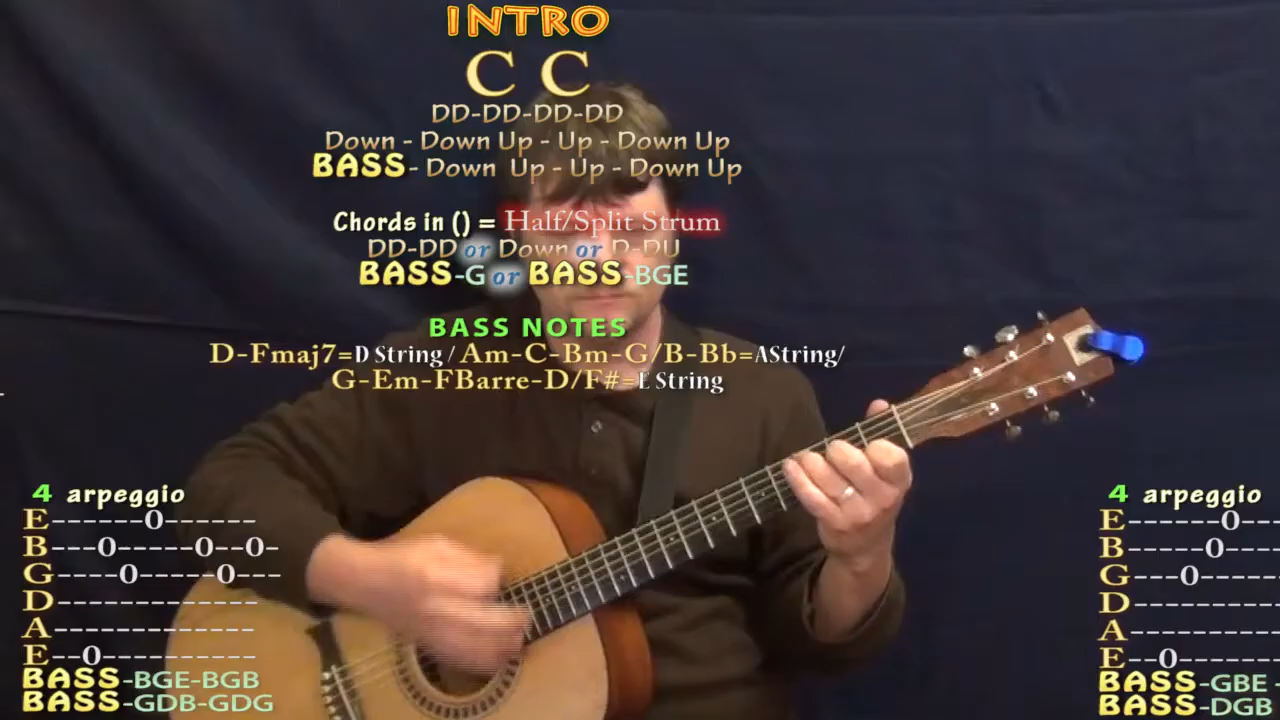 INTRO
C C
DD-DD-DD-DD
Down - Down Up - Up - Down Up
BASS - Down Up - Up - Down Up
Chords in () = Half/Split Strum
DD-DD or Down or D-DU
BASS-G or BASS-BGE
BASS NOTES
D-Fmaj7=D String / Am-C-Bm-G/B-Bb=AString/
G-Em-FBarre-D/F#=E String
4 arpeggio
E------0------
B---0-----0--0-
G----0-----0---
D-------------
A-------------
E--0----------
BASS-BGE-BGB
BASS-GDB-GDG
4 arpeggio
E------0---
B-----0----
G---0-----
D---------
A---------
E--0------
BASS-GBE -
BASS-DGB